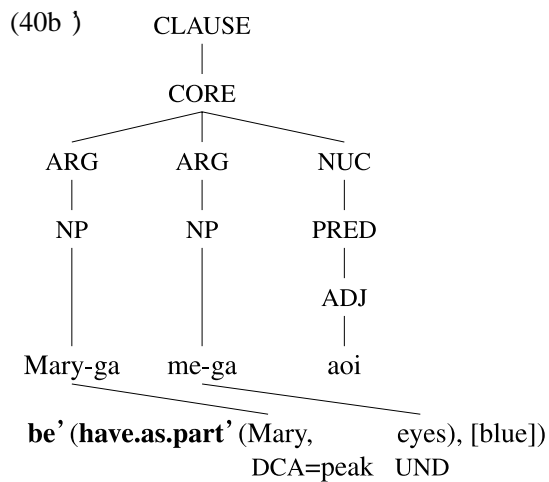 (40b ’) CLAUSE
CORE
ARG ARG NUC
NP NP PRED
ADJ
Mary-ga me-ga aoi
be’ (have.as.part’ (Mary, eyes), [blue])
DCA=peak UND